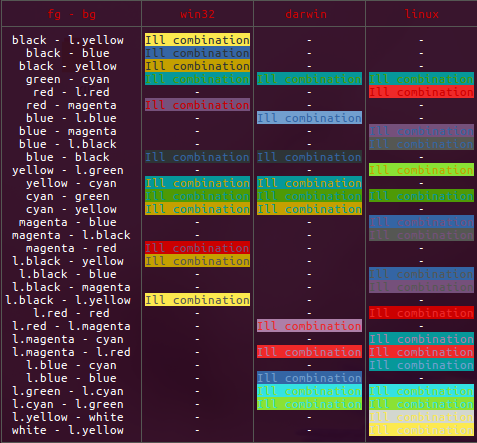 fg - bg win32 darwin linux
black - l.yellow Ill combination - -
black - blue Ill combination - -
black - yellow Ill combination - -
green - cyan Ill combination Ill combination Ill combination
red - l.red - - Ill combination
red - magenta Ill combination - -
blue - l.blue - Ill combination -
blue - magenta - - Ill combination
blue - l.black - - Ill combination
blue - black Ill combination Ill combination -
yellow - l.green - - Ill combination
yellow - cyan Ill combination Ill combination -
cyan - green Ill combination Ill combination Ill combination
cyan - yellow Ill combination Ill combination -
magenta - blue - - Ill combination
magenta - l.black - - Ill combination
magenta - red Ill combination - -
l.black - yellow Ill combination - -
l.black - blue - - Ill combination
l.black - magenta - - Ill combination
l.black - l.yellow Ill combination - -
l.red - red - - Ill combination
l.red - l.magenta - Ill combination -
l.magenta - cyan - - Ill combination
l.magenta - l.red - Ill combination Ill combination
l.blue - cyan - - Ill combination
l.blue - blue - Ill combination -
l.green - l.cyan - Ill combination Ill combination
l.cyan - l.green - Ill combination Ill combination
l.yellow - white - - Ill combination
white - l.yellow - - Ill combination